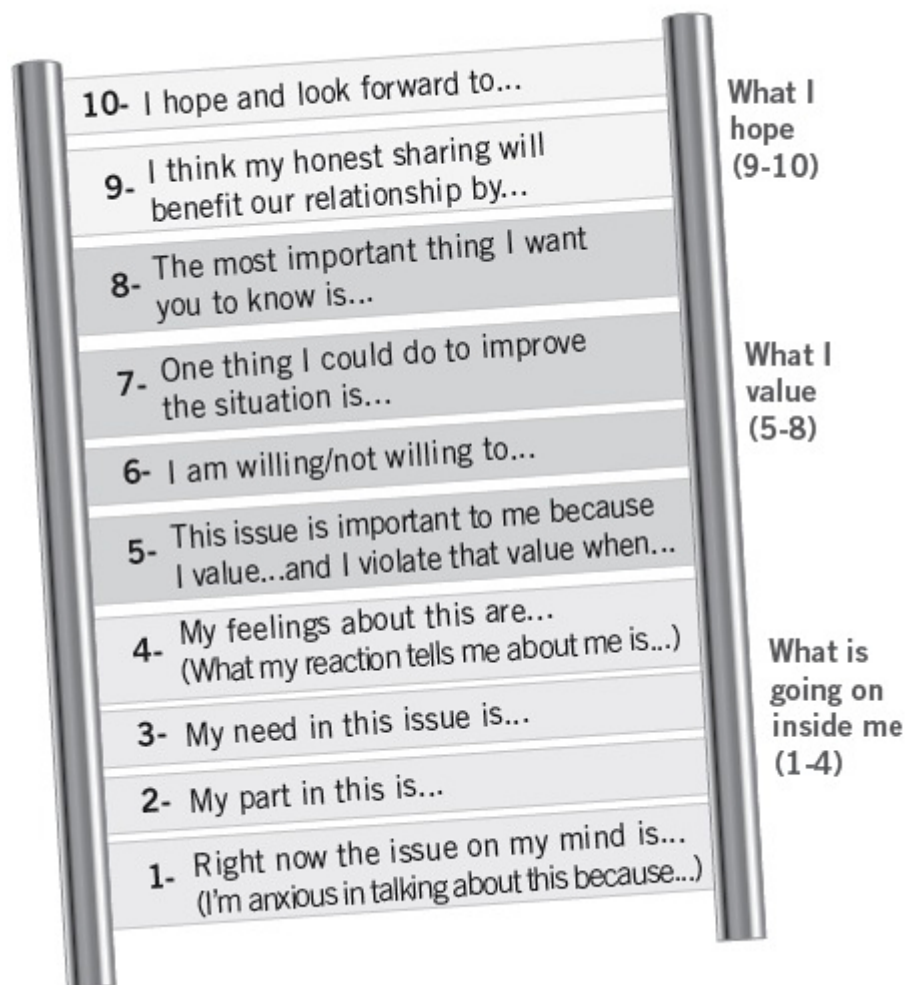 10- I hope and look forward to...
9- I think my honest sharing will
benefit our relationship by...
8- The most important thing I want
you to know is...
7- One thing I could do to improve
the situation is...
6- I am willing/not willing to...
5- This issue is important to me because
I value...and I violate that value when...
4- My feelings about this are...
(What my reaction tells me about me is...)
3- My need in this issue is...
2- My part in this is...
1- Right now the issue on my mind is...
(I'm anxious in talking about this because...)
What I
hope
(9-10)
What I
value
(5-8)
What is
going on
inside me
(1-4)